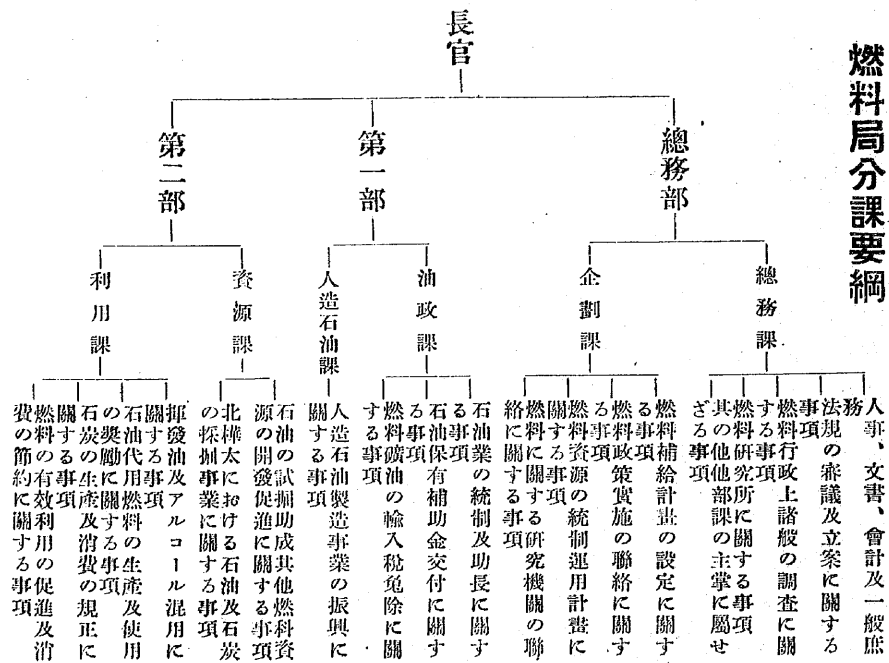 燃料局分課要綱
長官
總務部
總務課
人事、文書、會計及一般庶
務
法規の審議及立案に關する
事項
燃料行政上諸般の調査に關
する事項
燃料研究所に關する事項
其の他他部課の主掌に屬せ
ざる事項
企劃課
燃料補給計畫の設定に關す
る事項
燃料政策實施の聯絡に關す
る事項
燃料資源の統制運用計畫に
關する事項
燃料に關する研究機關の聯
絡に關する事項
第一部
油政課
石油業の統制及助長に關す
る事項
石油保有補助金交付に關す
る事項
燃料礦油の輸入税免除に關
する事項
人造石油課
人造石油製造事業の振興に
關する事項
第二部
資源課
石油の試掘助成其他燃料資
源の開發促進に關する事項
北樺太における石油及石炭
の採掘事業に關する事項
利用課
揮發油及アルコール混用に
關する事項
石油代用燃料の生產及使用
の奬勵に關する事項
石炭の生產及消費の規正に
關する事項
燃料の有效利用の促進及消
費の節約に關する事項